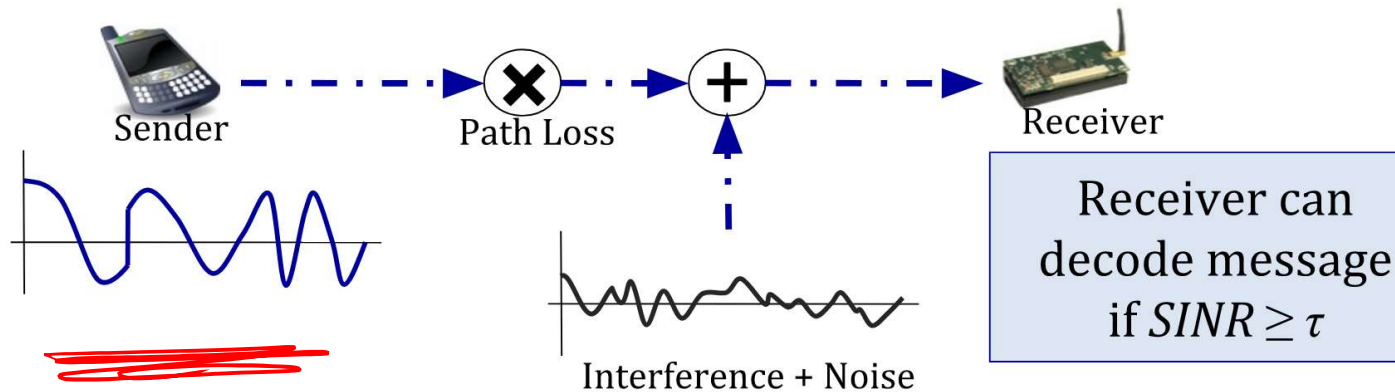 Sender
Path Loss
Receiver
Receiver can
decode message
if SINR ≥ τ
Interference + Noise